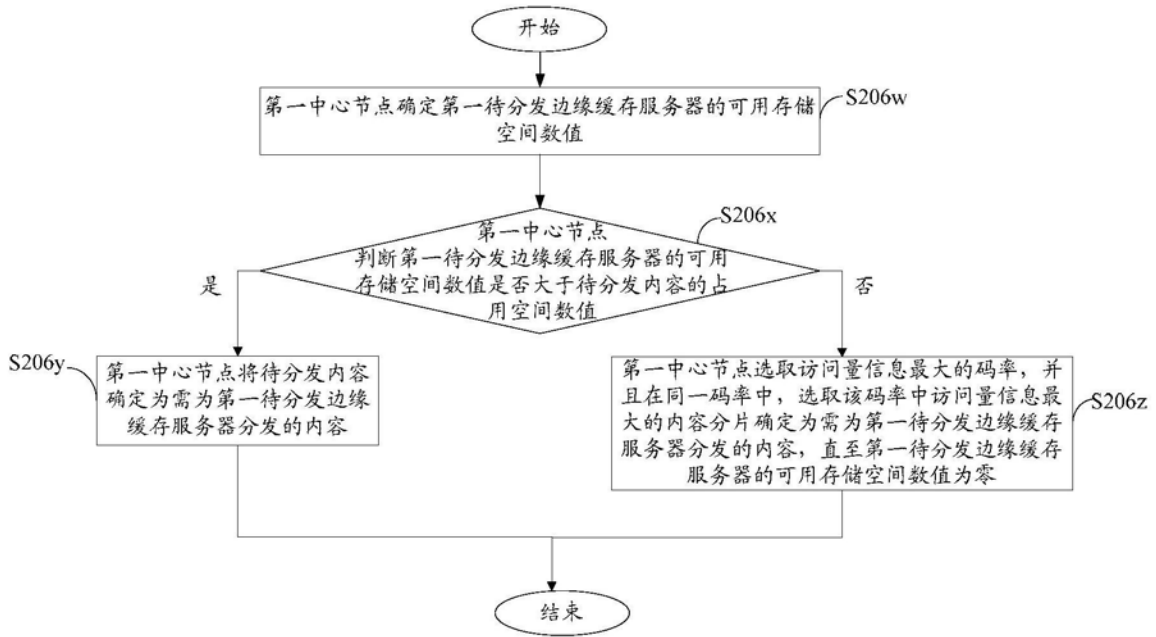 开始
第一中心节点确定第一待分发边缘缓存服务器的可用存储
空间数值
S206w
第一中心节点
判断第一待分发边缘缓存服务器的可用
存储空间数值是否大于待分发内容的占
用空间数值
S206x
是
否
第一中心节点将待分发内容
确定为需为第一待分发边缘
缓存服务器分发的内容
S206y
第一中心节点选取访问量信息最大的码率，并
且在同一码率中，选取该码率中访问量信息最
大的内容分片确定为需为第一待分发边缘缓存
服务器分发的内容，直至第一待分发边缘缓存
服务器的可用存储空间数值为零
S206z
结束